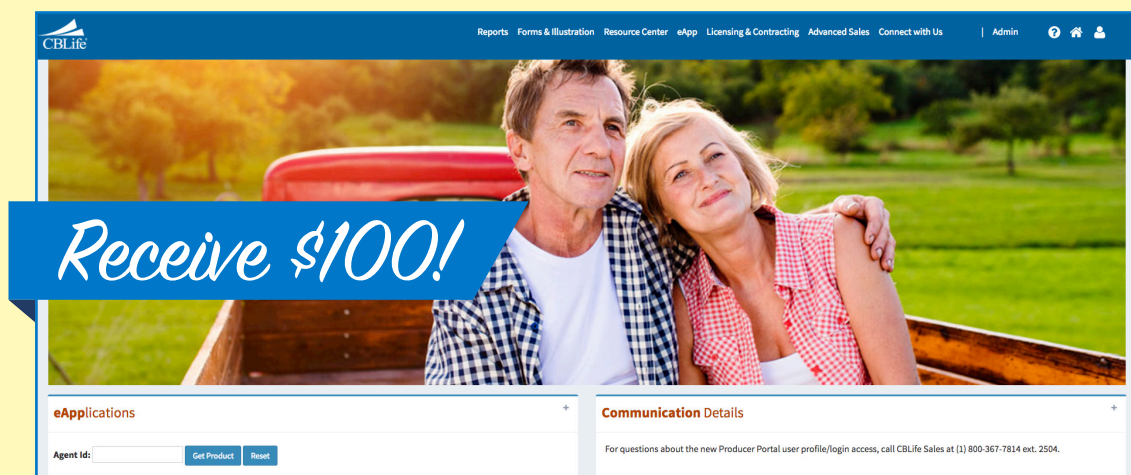 CBLife®
Reports Forms & Illustration Resource Center eApp Licensing & Contracting Advanced Sales Connect with Us | Admin
Receive $100!
eApplications +
Agent Id: Get Product Reset
Communication Details +
For questions about the new Producer Portal user profile/login access, call CBLife Sales at (1) 800-367-7814 ext. 2504.